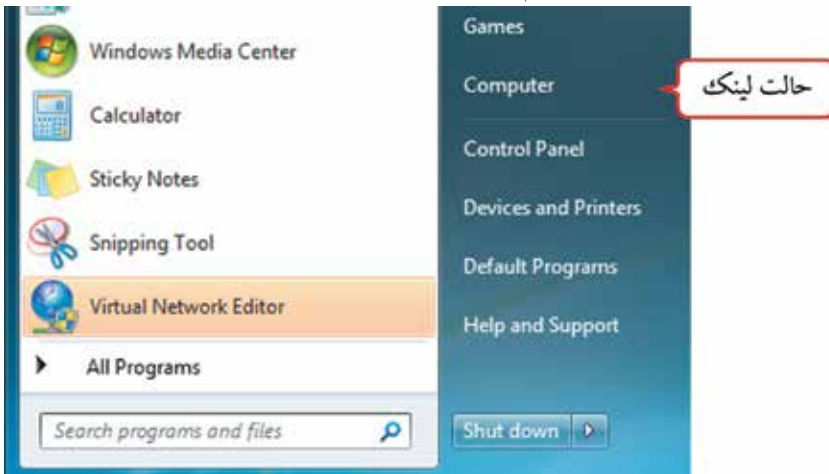 Windows Media Center
Calculator
Sticky Notes
Snipping Tool
Virtual Network Editor
All Programs
Search programs and files
Games
Computer
حالت لینک
Control Panel
Devices and Printers
Default Programs
Help and Support
Shut down